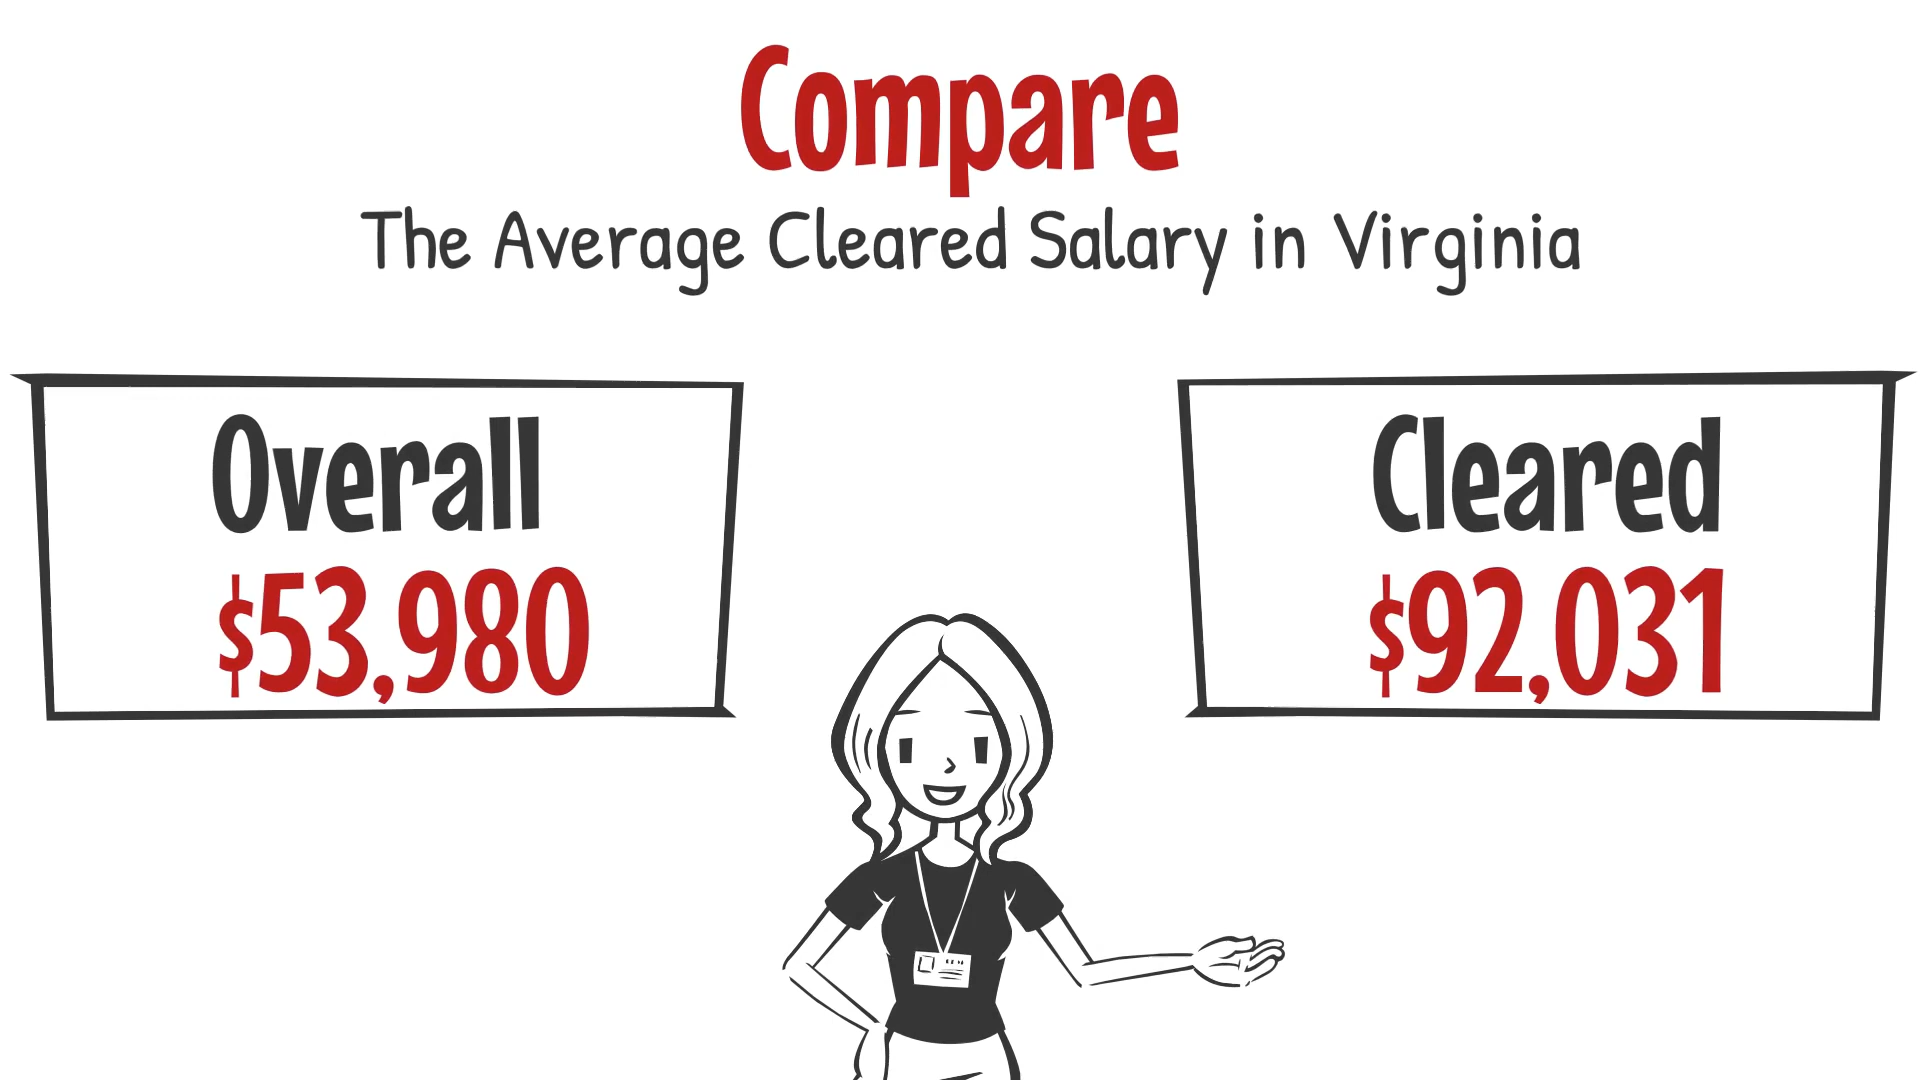 Compare
The Average Cleared Salary in Virginia
Overall
$53,980
Cleared
$92,031